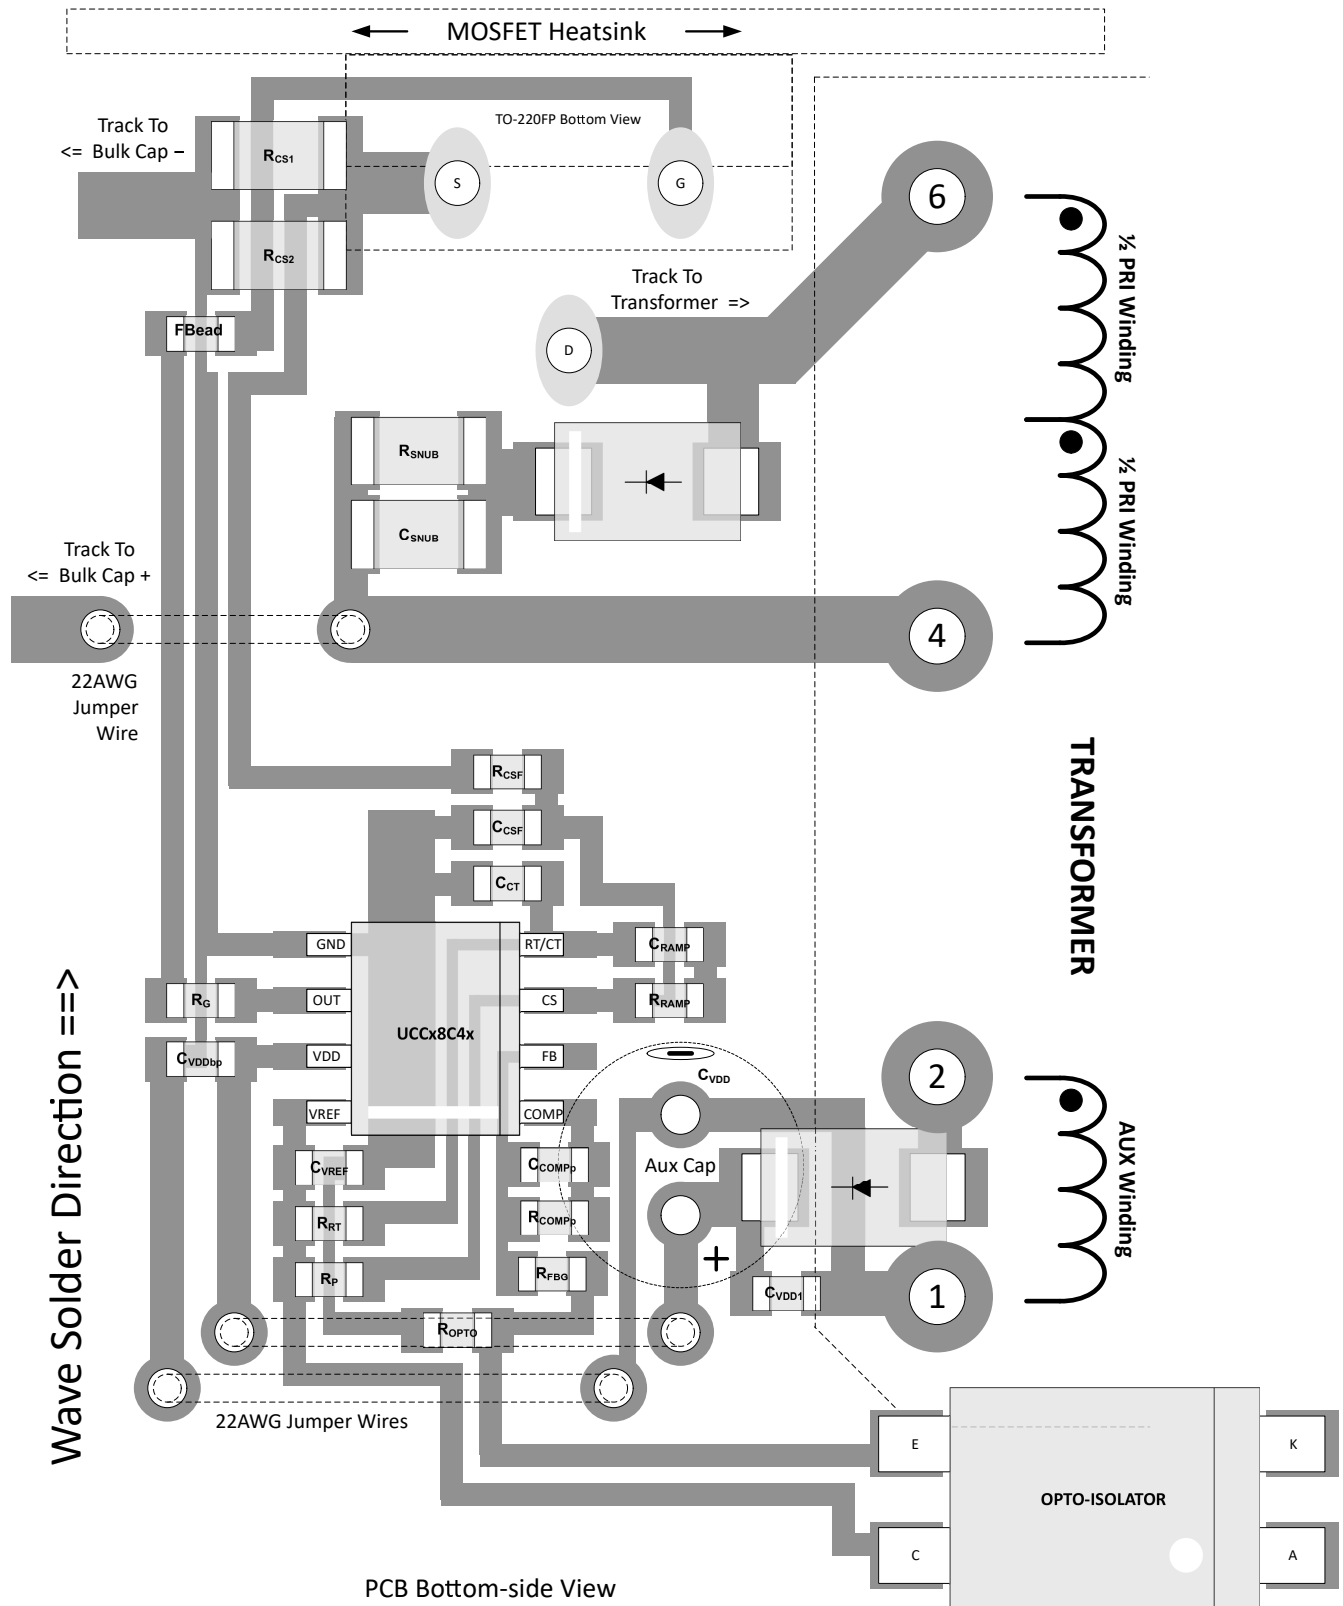 MOSFET Heatsink
Track To
<= Bulk Cap –
RCS1
TO-220FP Bottom View
S
G
6
½ PRI Winding
RCS2
Track To
Transformer =>
FBead
D
RSNUB
½ PRI Winding
CSNUB
Track To
<= Bulk Cap +
4
22AWG
Jumper
Wire
TRANSFORMER
RCSF
CCSF
CCT
GND
RT/CT
CRAMP
RG
OUT
CS
RRAMP
UCCx8C4x
CVDDbp
VDD
FB
CVDD
2
VREF
COMP
AUX Winding
CVREF
CCOMPp
Aux Cap
RRT
RCOMPp
+
RP
RFBG
CVDD1
1
ROPTO
22AWG Jumper Wires
Wave Solder Direction ==>
E
K
OPTO-ISOLATOR
C
A
PCB Bottom-side View